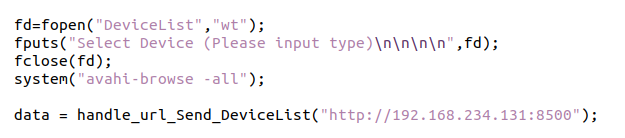 fd=fopen("DeviceList","wt");
fputs("Select Device (Please input type)\n\n\n\n",fd);
fclose(fd);
system("avahi-browse -all");
data = handle_url_Send_DeviceList("http://192.168.234.131:8500");